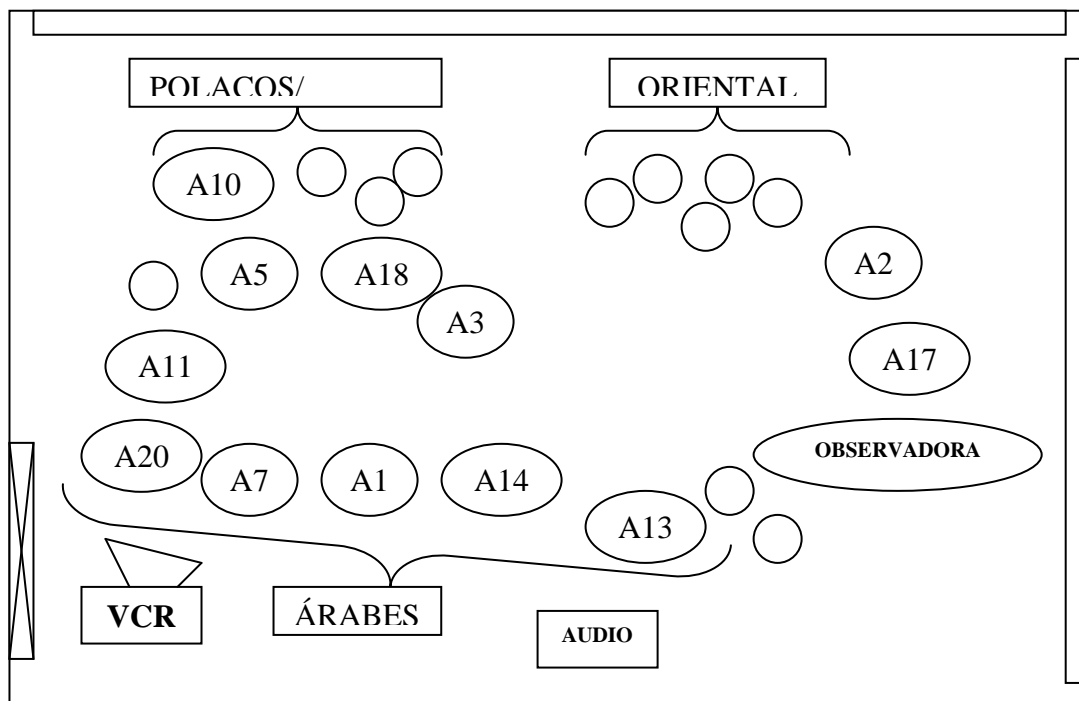 POLACOS/
ORIENTAL
A10
A5
A18
A2
A3
A11
A17
A20
A7
A1
A14
OBSERVADORA
A13
VCR
ÁRABES
AUDIO